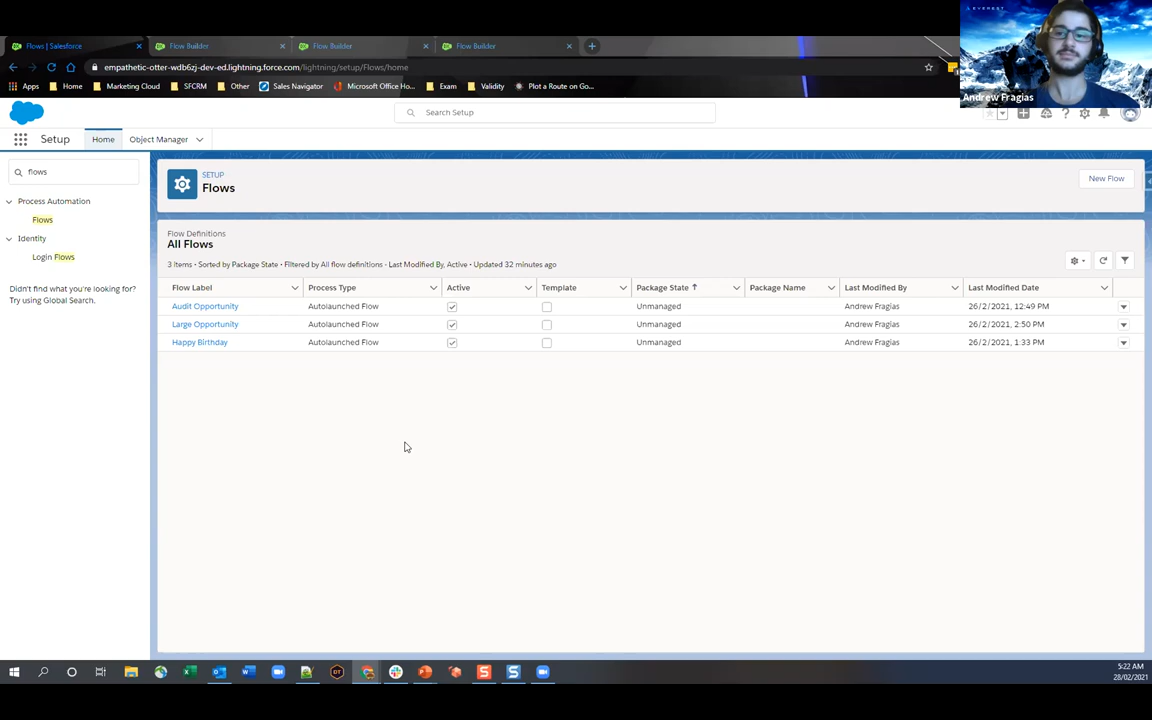 LEVEREST
Flows | Salesforce
Flow Builder
Flow Builder
Flow Builder
empathetic-otter-wdb6zj-dev-ed.lightning.force.com/lightning/setup/Flows/home
Apps Home Marketing Cloud SFCRM Other Sales Navigator Microsoft Office Ho... Exam Validity Plot a Route on Go...
Andrew Fragias
Search Setup
Setup Home Object Manager
flows
Process Automation
Flows
Identity
Login Flows
Didn't find what you're looking for?
Try using Global Search.
SETUP
Flows
New Flow
Flow Definitions
All Flows
3 items • Sorted by Package State • Filtered by All flow definitions - Last Modified By, Active • Updated 32 minutes ago
Flow Label Process Type Active Template Package State ↑ Package Name Last Modified By Last Modified Date
Audit Opportunity Autolaunched Flow Unmanaged Andrew Fragias 26/2/2021, 12:49 PM
Large Opportunity Autolaunched Flow Unmanaged Andrew Fragias 26/2/2021, 2:50 PM
Happy Birthday Autolaunched Flow Unmanaged Andrew Fragias 26/2/2021, 1:33 PM
5:22 AM
28/02/2021